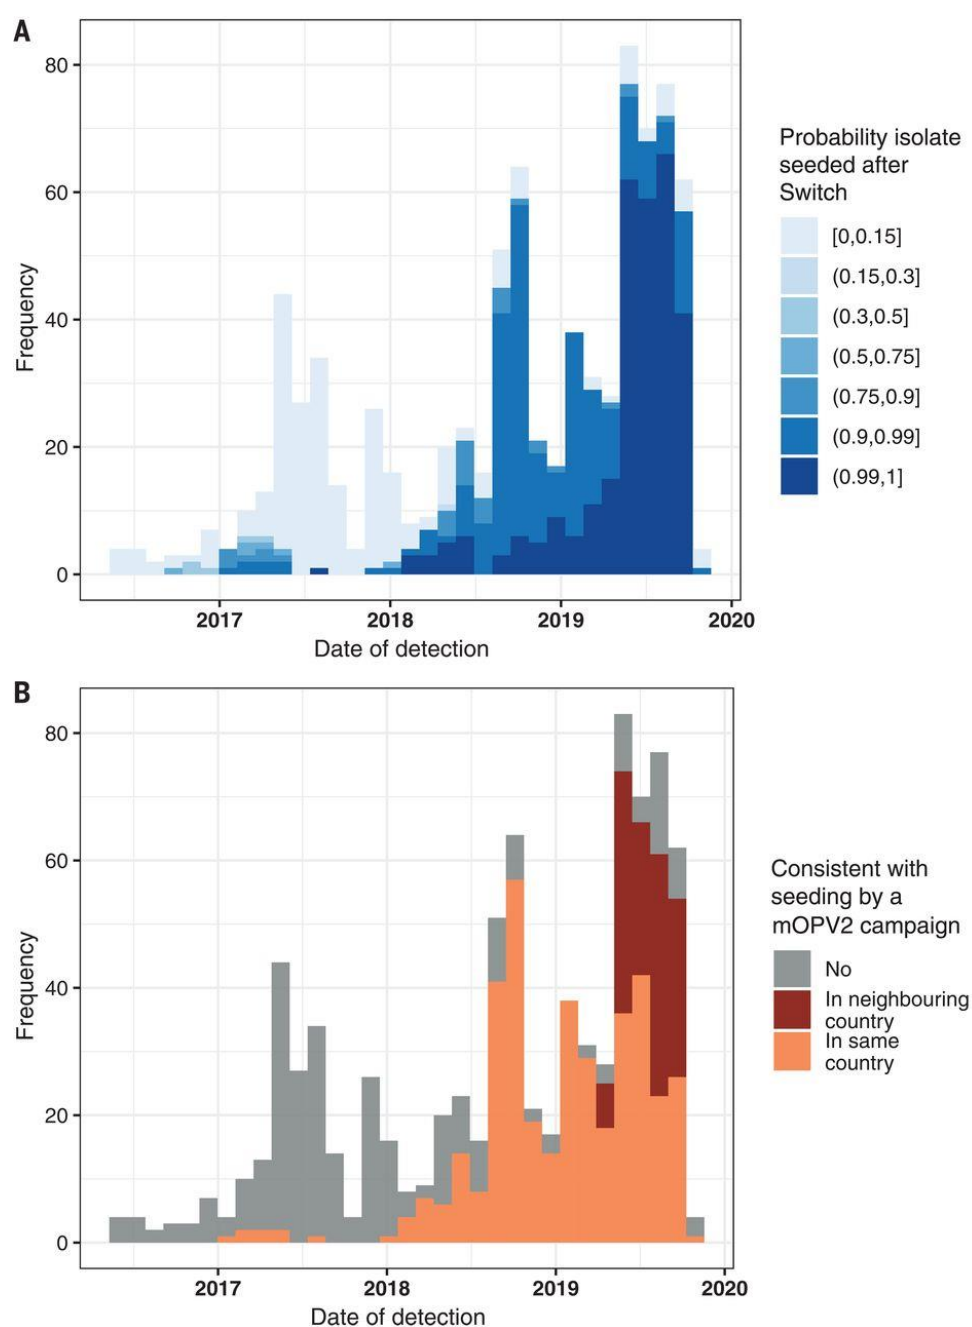 A
80
60
40
20
0
Frequency
2017 2018 2019 2020
Date of detection
Probability isolate
seeded after
Switch
[0,0.15]
(0.15,0.3]
(0.3,0.5]
(0.5,0.75]
(0.75,0.9]
(0.9,0.99]
(0.99,1]
B
80
60
40
20
0
Frequency
2017 2018 2019 2020
Date of detection
Consistent with
seeding by a
mOPV2 campaign
No
In neighbouring
country
In same
country